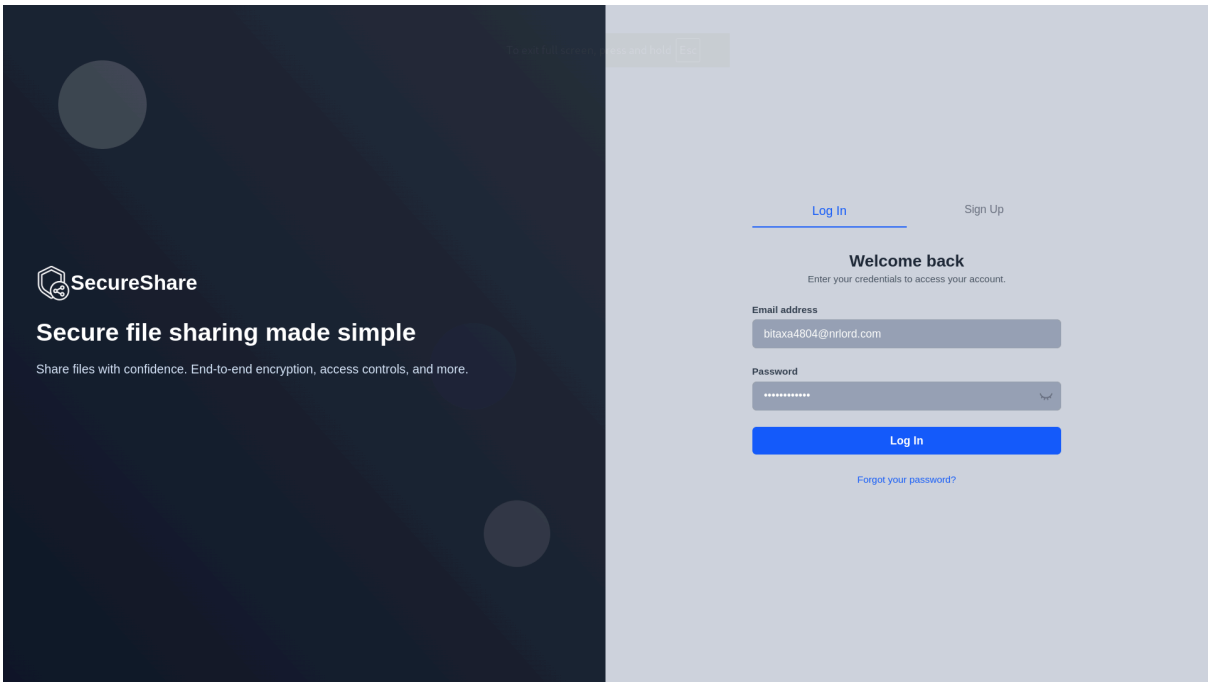 Log In
Sign Up
SecureShare
Secure file sharing made simple
Share files with confidence. End-to-end encryption, access controls, and more.
Welcome back
Enter your credentials to access your account.
Email address
bitaxa4804@nrlord.com
Password
••••••••••••
Log In
Forgot your password?